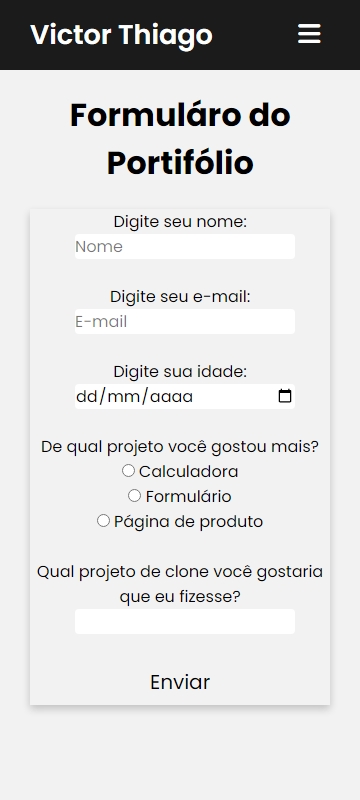 Victor Thiago
Formuláro do
Portifólio
Digite seu nome:
Nome
Digite seu e-mail:
E-mail
Digite sua idade:
dd/mm/aaaa
De qual projeto você gostou mais?
Calculadora
Formulário
Página de produto
Qual projeto de clone você gostaria
que eu fizesse?
Enviar